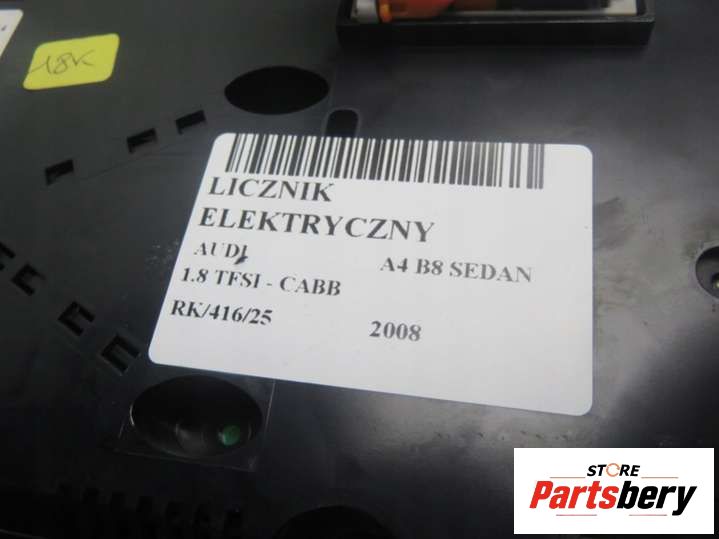 18K
LICZNIK
ELEKTRYCZNY
AUDI A4 B8 SEDAN
1.8 TFSI - CABB
RK/416/25 2008
STORE
Partsbery